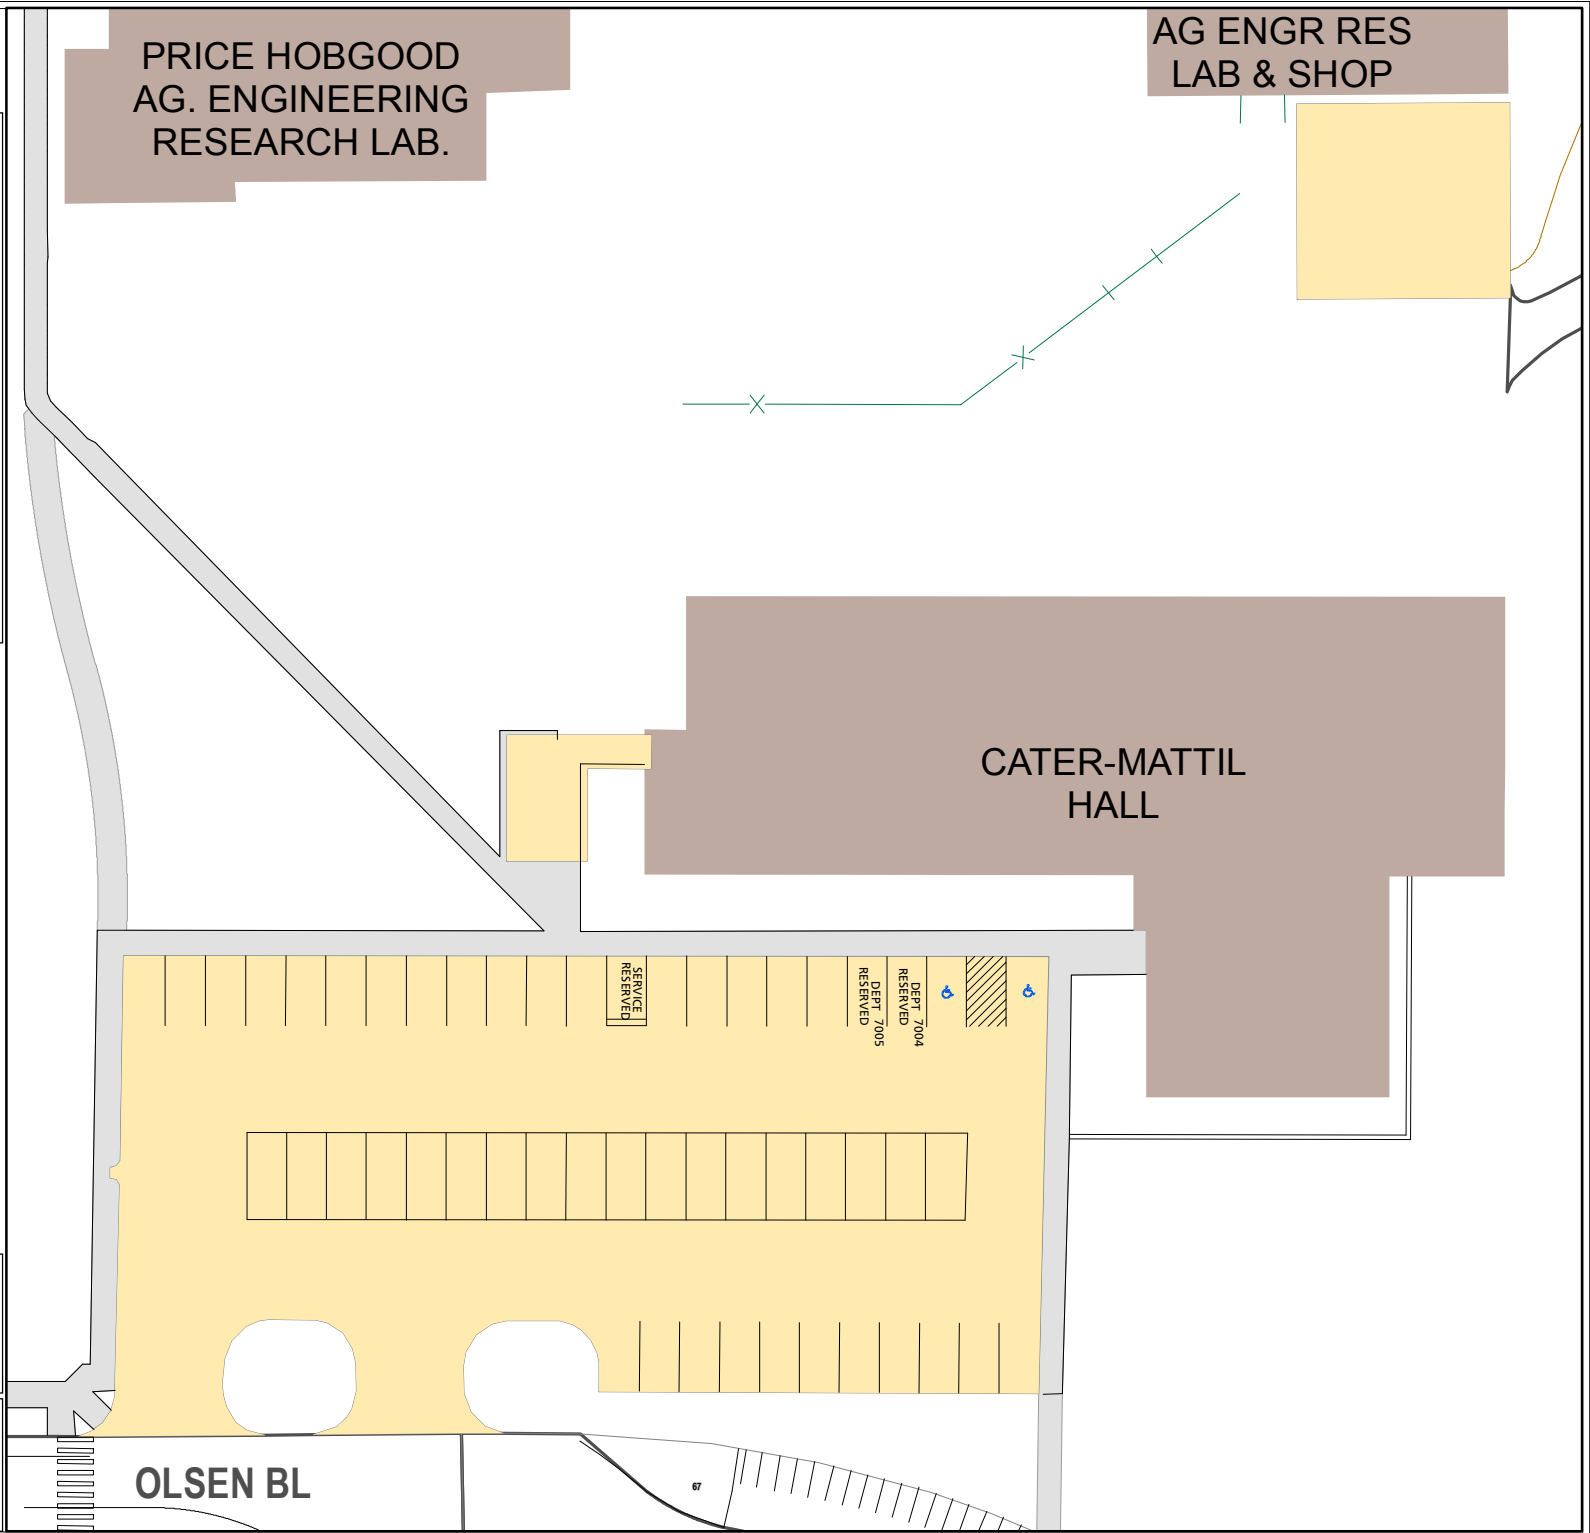 PRICE HOBGOOD
AG. ENGINEERING
RESEARCH LAB.
AG ENGR RES
LAB & SHOP
CATER-MATTIL
HALL
SERVICE
RESERVED
DEPT 7005
RESERVED
DEPT 7004
RESERVED
OLSEN BL
67